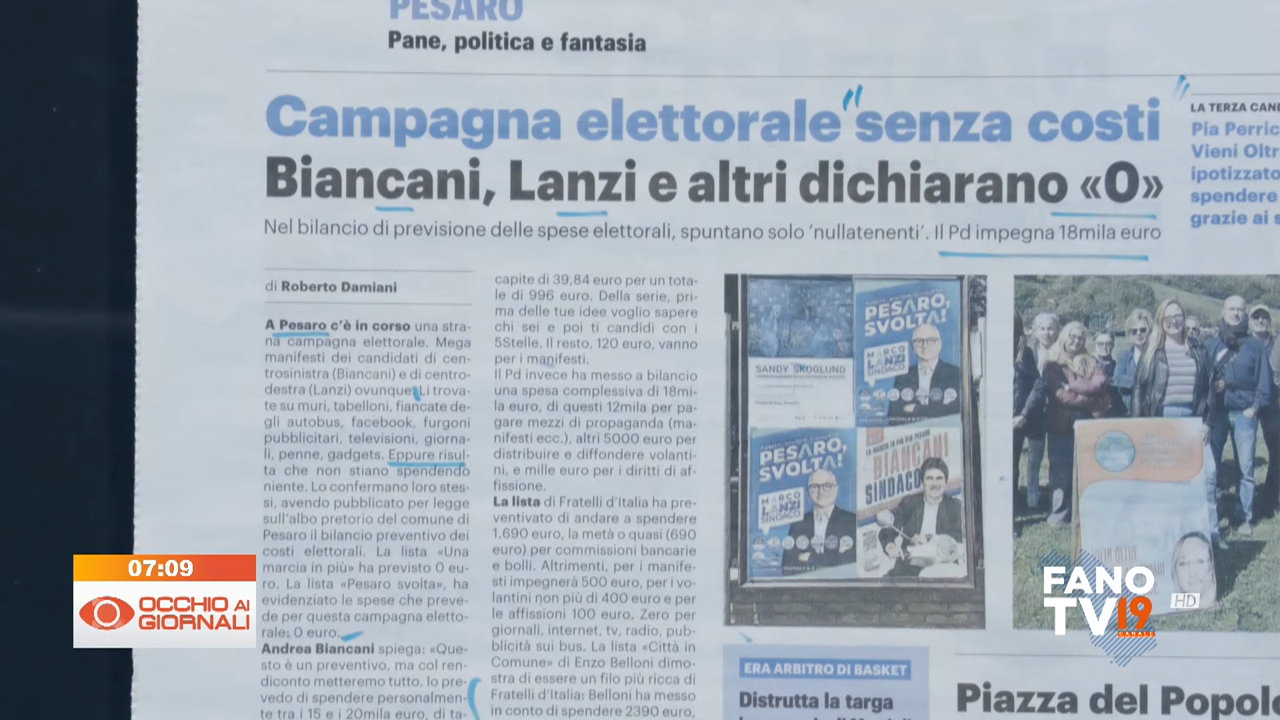 PESARO
Pane, politica e fantasia
Campagna elettorale senza costi
Biancani, Lanzi e altri dichiarano «0»
Nel bilancio di previsione delle spese elettorali, spuntano solo 'nullatenenti'. Il Pd impegna 18mila euro
di Roberto Damiani
A Pesaro c'è in corso una stra-
na campagna elettorale. Mega
manifesti dei candidati di cen-
trosinistra (Biancani) e di centro-
destra (Lanzi) ovunque. Li trova-
te su muri, tabelloni, fiancate de-
gli autobus, facebook, furgoni
pubblicitari, televisioni, giorna-
li, penne, gadgets. Eppure risul-
ta che non stiano spendendo
niente. Lo confermano loro stes-
si, avendo pubblicato per legge
sull'albo pretorio del comune di
Pesaro il bilancio preventivo dei
costi elettorali. La lista «Una
marcia in più» ha previsto 0 eu-
ro. La lista «Pesaro svolta», ha
evidenziato le spese che preve-
de per questa campagna eletto-
rale: 0 euro.
Andrea Biancani spiega: «Que-
sto è un preventivo, ma col ren-
diconto metteremo tutto. Io pre-
vedo di spendere personalmen-
te tra i 15 e i 20mila euro, di ta-
capite di 39,84 euro per un tota-
le di 996 euro. Della serie, pri-
ma delle tue idee voglio sapere
chi sei e poi ti candidi con i
5Stelle. Il resto, 120 euro, vanno
per i manifesti.
Il Pd invece ha messo a bilancio
una spesa complessiva di 18mi-
la euro, di questi 12mila per pa-
gare mezzi di propaganda (ma-
nifesti ecc.), altri 5000 euro per
distribuire e diffondere volanti-
ni, e mille euro per i diritti di af-
fissione.
La lista di Fratelli d'Italia ha pre-
ventivato di andare a spendere
1.690 euro, la metà o quasi (690
euro) per commissioni bancarie
e bolli. Altrimenti, per i manife-
sti impegnerà 500 euro, per i vo-
lantini non più di 400 euro e per
le affissioni 100 euro. Zero per
giornali, internet, tv, radio, pub-
blicità sui bus. La lista «Città in
Comune» di Enzo Belloni dimo-
stra di essere un filo più ricca di
Fratelli d'Italia: Belloni ha messo
in conto di spendere 2390 euro,
LA TERZA CAND
Pia Perric
Vieni Oltr
ipotizzato
spendere
grazie ai s
PESARO,
SVOLTA!
MARCO
LANZI
SINDACO
SANDY SKOGLUND
PESARO,
SVOLTA!
MARCO
LANZI
SINDACO
BIANCANI
SINDACO
ERA ARBITRO DI BASKET
Distrutta la targa
Piazza del Popolo
07:09
OCCHIO AI
GIORNALI
FANO
TV19
CANALE
HD